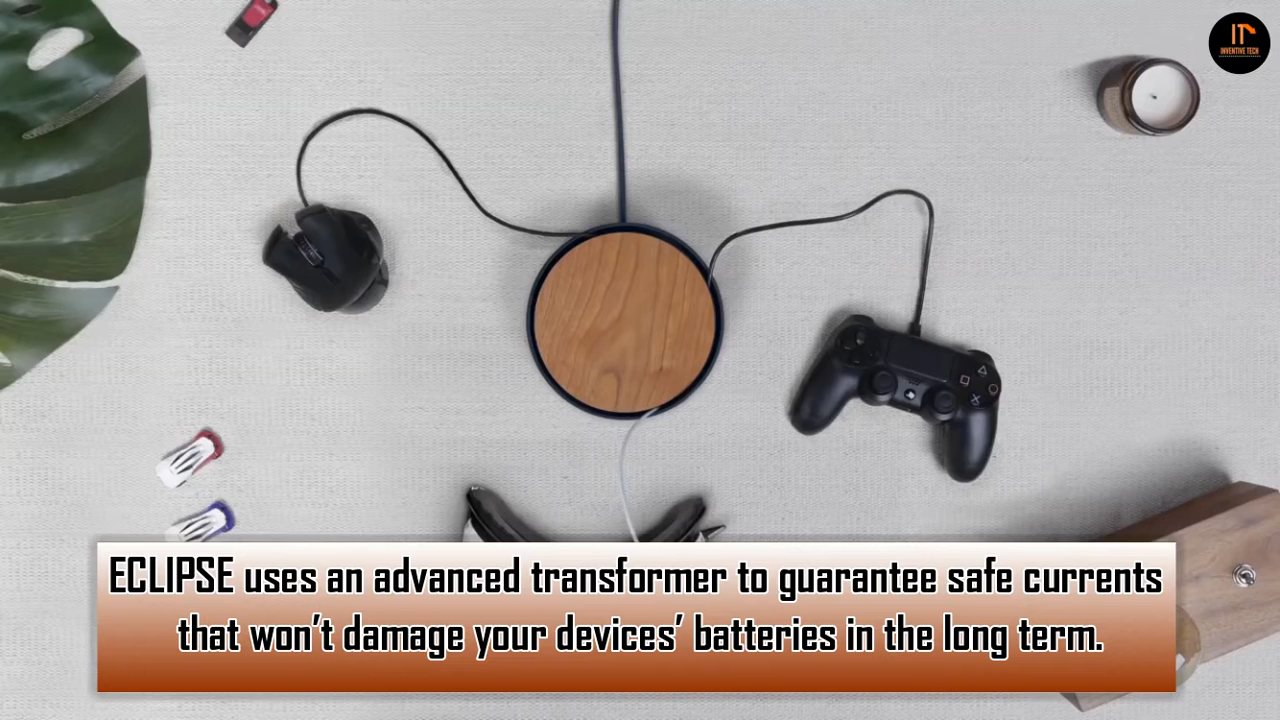 IT
INVENTIVE TECH
ECLIPSE uses an advanced transformer to guarantee safe currents
that won't damage your devices' batteries in the long term.